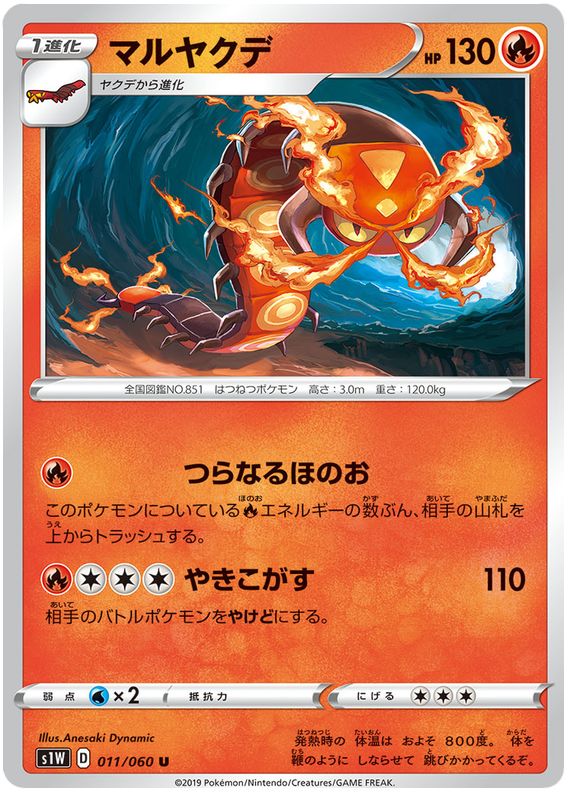 1進化 マルヤクデ HP130
ヤクデから進化
全国図鑑NO.851 はつねつポケモン 高さ：3.0m 重さ：120.0kg
つらなるほのお
このポケモンについているエネルギーの数ぶん、相手の山札を
上からトラッシュする。
やきこがす 110
相手のバトルポケモンをやけどにする。
弱点 ×2 抵抗力 にげる
Illus.Anesaki Dynamic
s1W D 011/060 U
発熱時の 体温は およそ 800度。 体を
鞭のように しならせて 跳びかかってくるぞ。
©2019 Pokémon/Nintendo/Creatures/GAME FREAK.